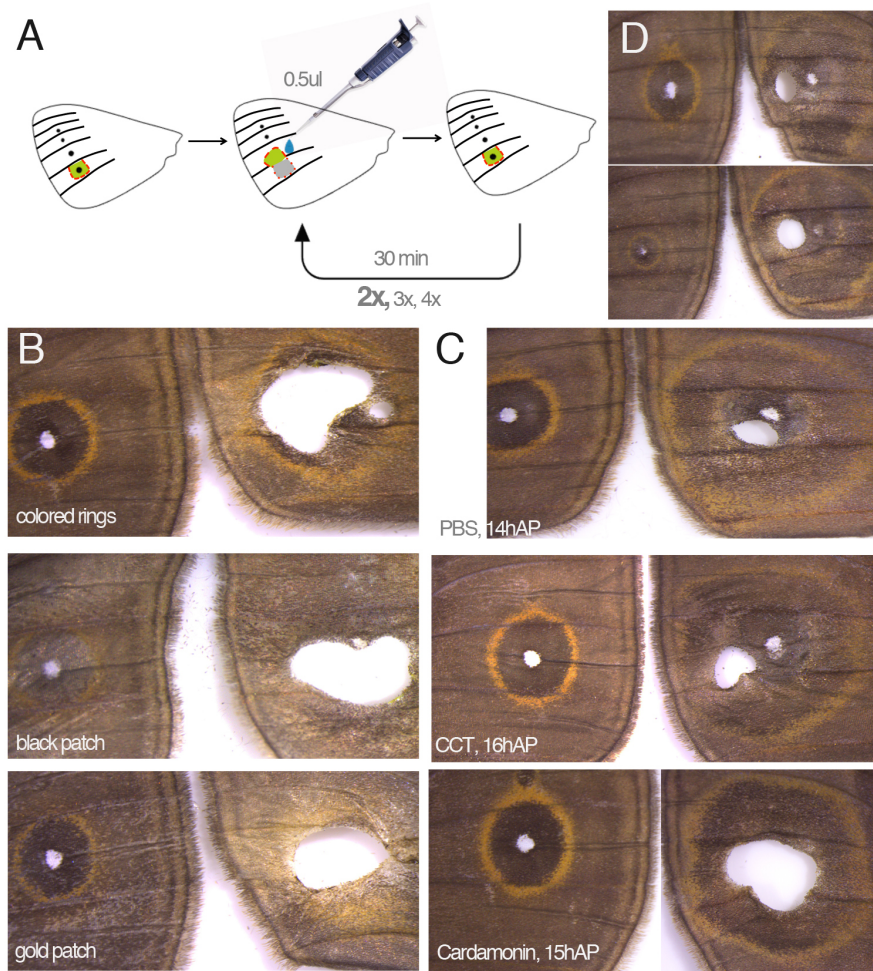 A
0.5ul
30 min
2x, 3x, 4x
D
B
colored rings
black patch
gold patch
C
PBS, 14hAP
CCT, 16hAP
Cardamonin, 15hAP